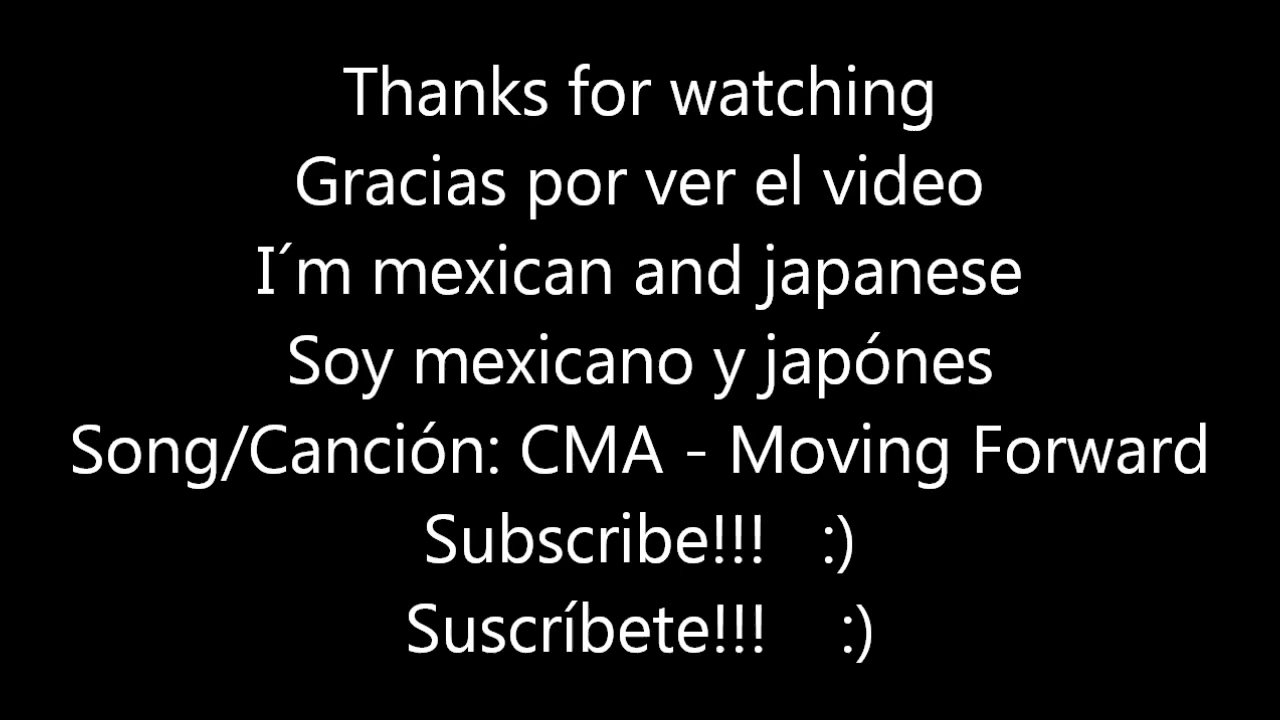 Thanks for watching
Gracias por ver el video
I´m mexican and japanese
Soy mexicano y japónes
Song/Canción: CMA - Moving Forward
Subscribe!!! :)
Suscríbete!!! :)